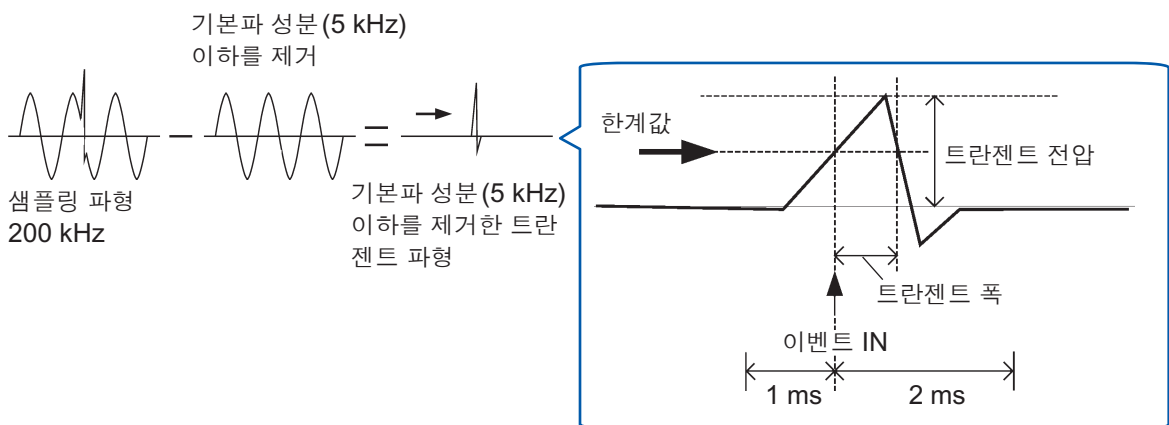 기본파 성분(5 kHz)
이하를 제거
샘플링 파형
200 kHz
기본파 성분(5 kHz)
이하를 제거한 트란
젠트 파형
한계값
트란젠트 전압
트란젠트 폭
이벤트 IN
1 ms
2 ms